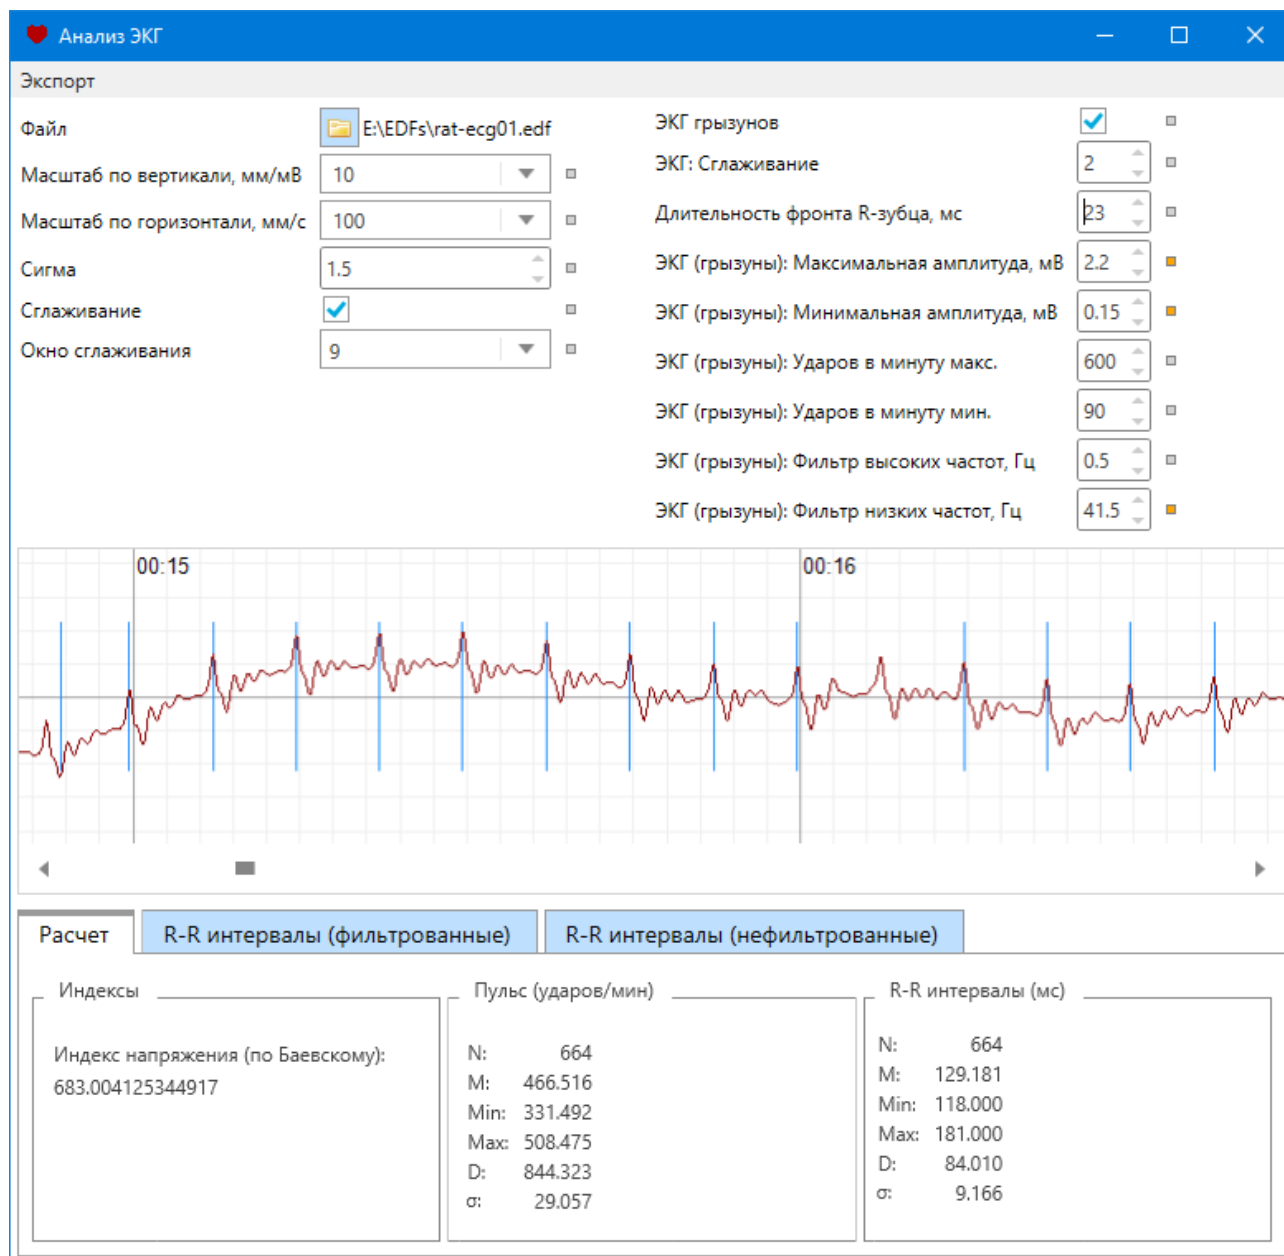 Анализ ЭКГ
Экспорт
Файл E:\EDFs\rat-ecg01.edf
Масштаб по вертикали, мм/мВ 10
Масштаб по горизонтали, мм/с 100
Сигма 1.5
Сглаживание
Окно сглаживания 9
ЭКГ грызунов
ЭКГ: Сглаживание 2
Длительность фронта R-зубца, мс 23
ЭКГ (грызуны): Максимальная амплитуда, мВ 2.2
ЭКГ (грызуны): Минимальная амплитуда, мВ 0.15
ЭКГ (грызуны): Ударов в минуту макс. 600
ЭКГ (грызуны): Ударов в минуту мин. 90
ЭКГ (грызуны): Фильтр высоких частот, Гц 0.5
ЭКГ (грызуны): Фильтр низких частот, Гц 41.5
00:15 00:16
Расчет R-R интервалы (фильтрованные) R-R интервалы (нефильтрованные)
Индексы
Индекс напряжения (по Баевскому):
683.004125344917
Пульс (ударов/мин)
N: 664
M: 466.516
Min: 331.492
Max: 508.475
D: 844.323
σ: 29.057
R-R интервалы (мс)
N: 664
M: 129.181
Min: 118.000
Max: 181.000
D: 84.010
σ: 9.166